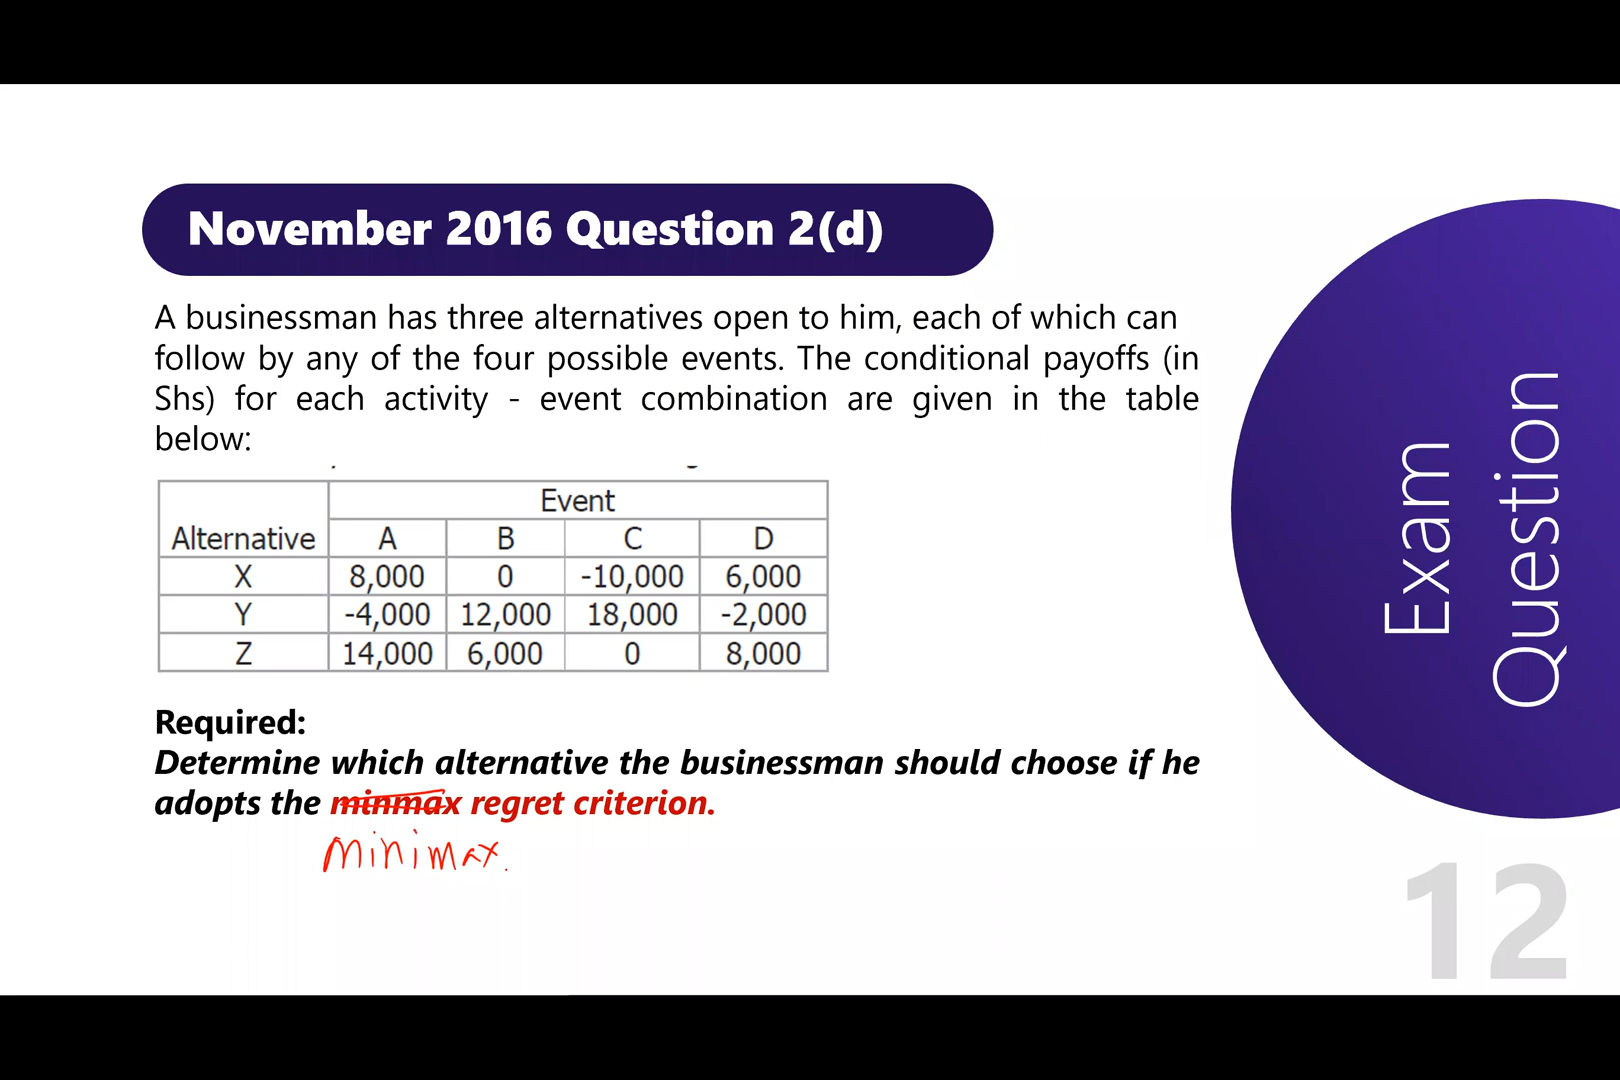 November 2016 Question 2(d)
A businessman has three alternatives open to him, each of which can
follow by any of the four possible events. The conditional payoffs (in
Shs) for each activity - event combination are given in the table
below:
Event
Alternative A B C D
X 8,000 0 -10,000 6,000
Y -4,000 12,000 18,000 -2,000
Z 14,000 6,000 0 8,000
Required:
Determine which alternative the businessman should choose if he
adopts the minmax regret criterion.
minimax.
Exam
Question
12